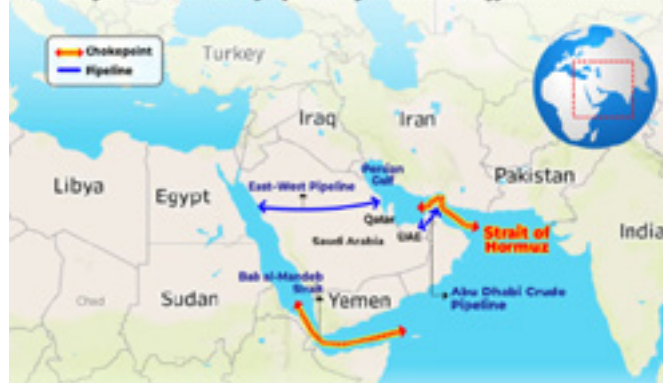 Chokepoint
Pipeline
Turkey
Iraq
Iran
Pakistan
India
Libya
Egypt
East-West Pipeline
Persian
Gulf
Qatar
UAE
Saudi Arabia
Strait of
Hormuz
Bab al-Mandeb
Strait
Chad
Sudan
Yemen
Abu Dhabi Crude
Pipeline